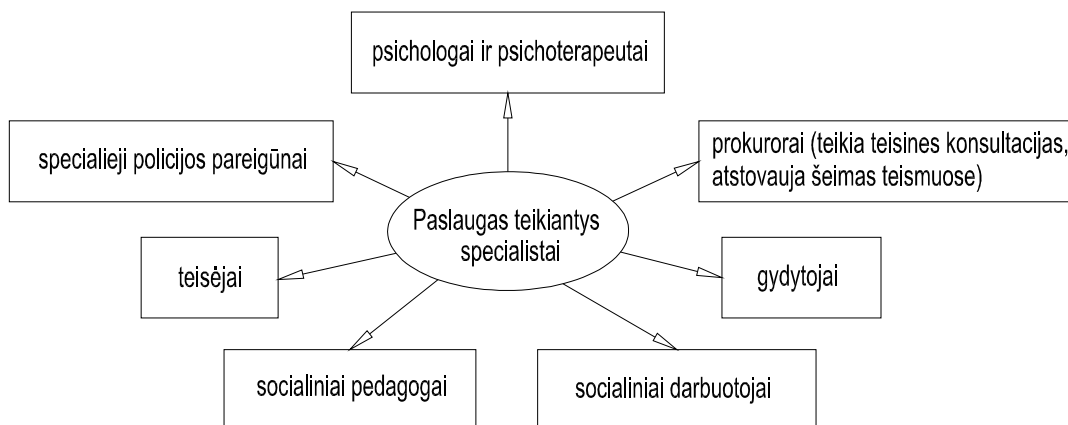 psichologai ir psichoterapeutai
specialieji policijos pareigūnai
prokurorai (teikia teisines konsultacijas,
atstovauja šeimas teismuose)
Paslaugas teikiantys
specialistai
teisėjai
gydytojai
socialiniai pedagogai
socialiniai darbuotojai